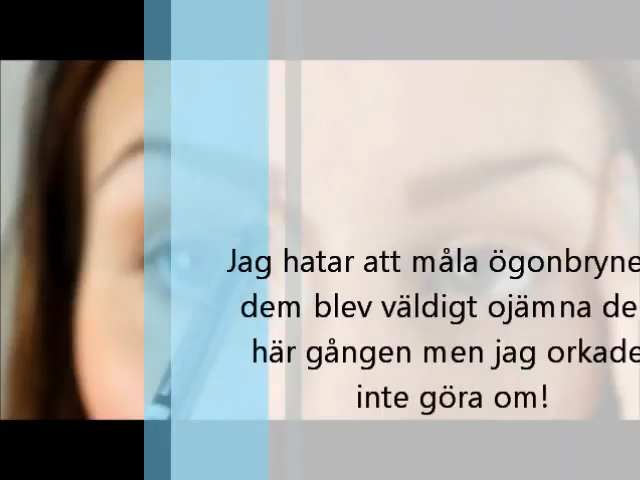 Jag hatar att måla ögonbryne
dem blev väldigt ojämna de
här gången men jag orkade
inte göra om!